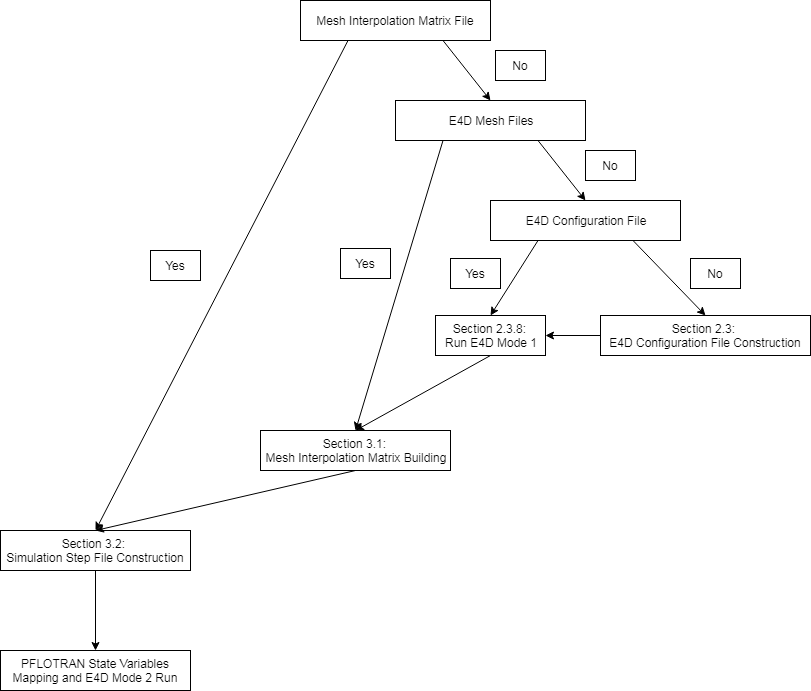 Mesh Interpolation Matrix File
No
E4D Mesh Files
No
E4D Configuration File
Yes
Yes
Yes
No
Section 2.3.8:
Run E4D Mode 1
Section 2.3:
E4D Configuration File Construction
Section 3.1:
Mesh Interpolation Matrix Building
Section 3.2:
Simulation Step File Construction
PFLOTRAN State Variables
Mapping and E4D Mode 2 Run